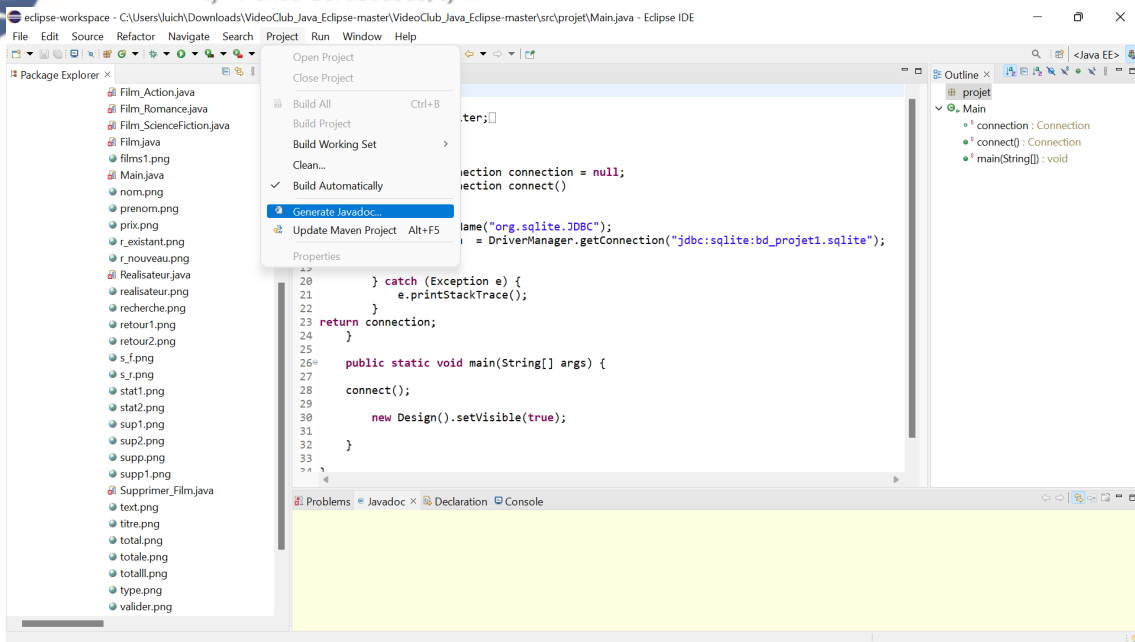 eclipse-workspace - C:\Users\luich\Downloads\VideoClub_Java_Eclipse-master\VideoClub_Java_Eclipse-master\src\projet\Main.java - Eclipse IDE
File Edit Source Refactor Navigate Search Project Run Window Help
<Java EE>
Package Explorer
Film_Action.java
Film_Romance.java
Film_ScienceFiction.java
Film.java
films1.png
Main.java
nom.png
prenom.png
prix.png
r_existant.png
r_nouveau.png
Realisateur.java
realisateur.png
recherche.png
retour1.png
retour2.png
s_f.png
s_r.png
stat1.png
stat2.png
sup1.png
sup2.png
supp.png
supp1.png
Supprimer_Film.java
text.png
titre.png
total.png
totale.png
totalll.png
type.png
valider.png
Open Project
Close Project
Build All Ctrl+B
Build Project
Build Working Set
Clean...
Build Automatically
Generate Javadoc...
Update Maven Project Alt+F5
Properties
ter;
nection connection = null;
nection connect()
Name("org.sqlite.JDBC");
= DriverManager.getConnection("jdbc:sqlite:bd_projet1.sqlite");
19
20 } catch (Exception e) {
21 e.printStackTrace();
22 }
23 return connection;
24 }
25
26 public static void main(String[] args) {
27
28 connect();
29
30 new Design().setVisible(true);
31
32 }
33
34 }
Outline
projet
Main
connection : Connection
connect() : Connection
main(String[]) : void
Problems Javadoc Declaration Console